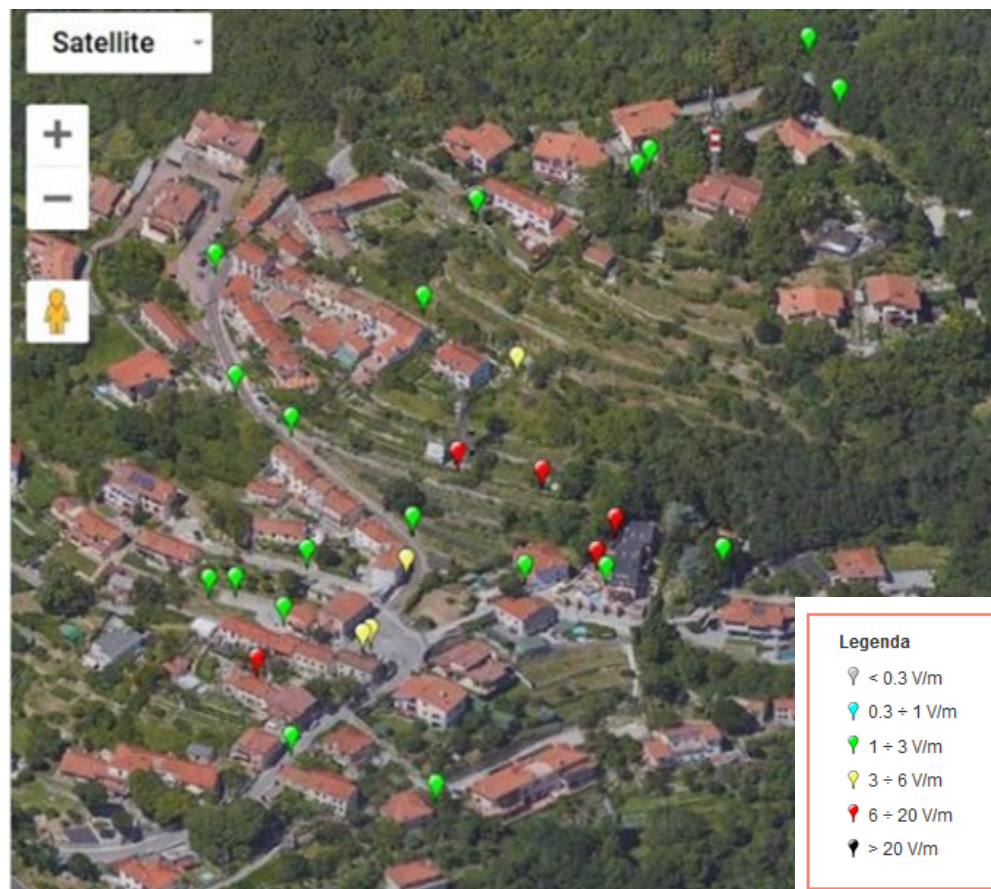 Satellite
+
−
Legenda
< 0.3 V/m
0.3 ÷ 1 V/m
1 ÷ 3 V/m
3 ÷ 6 V/m
6 ÷ 20 V/m
> 20 V/m